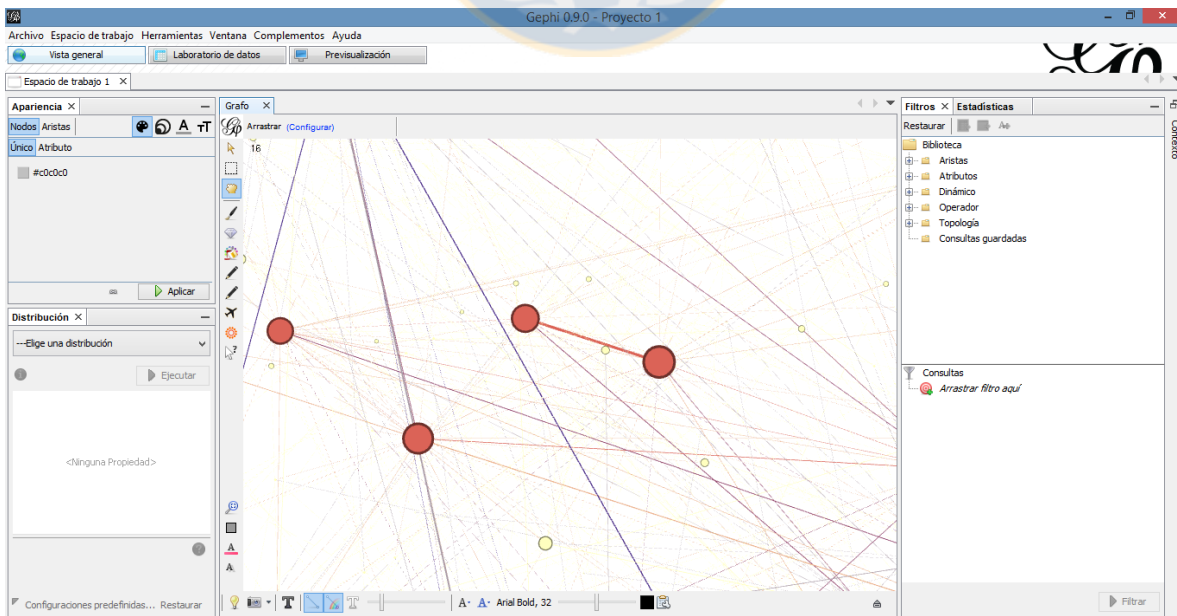 Gephi 0.9.0 - Proyecto 1
Archivo Espacio de trabajo Herramientas Ventana Complementos Ayuda
Vista general
Laboratorio de datos
Previsualización
Espacio de trabajo 1
Apariencia
Nodos Aristas
Único Atributo
#c0c0c0
Aplicar
Distribución
---Elige una distribución
Ejecutar
<Ninguna Propiedad>
Configuraciones predefinidas... Restaurar
Grafo
Arrastrar (Configurar)
16
Arial Bold, 32
Filtros Estadísticas
Restaurar
Biblioteca
Aristas
Atributos
Dinámico
Operador
Topología
Consultas guardadas
Consultas
Arrastrar filtro aquí
Filtrar
Contexto